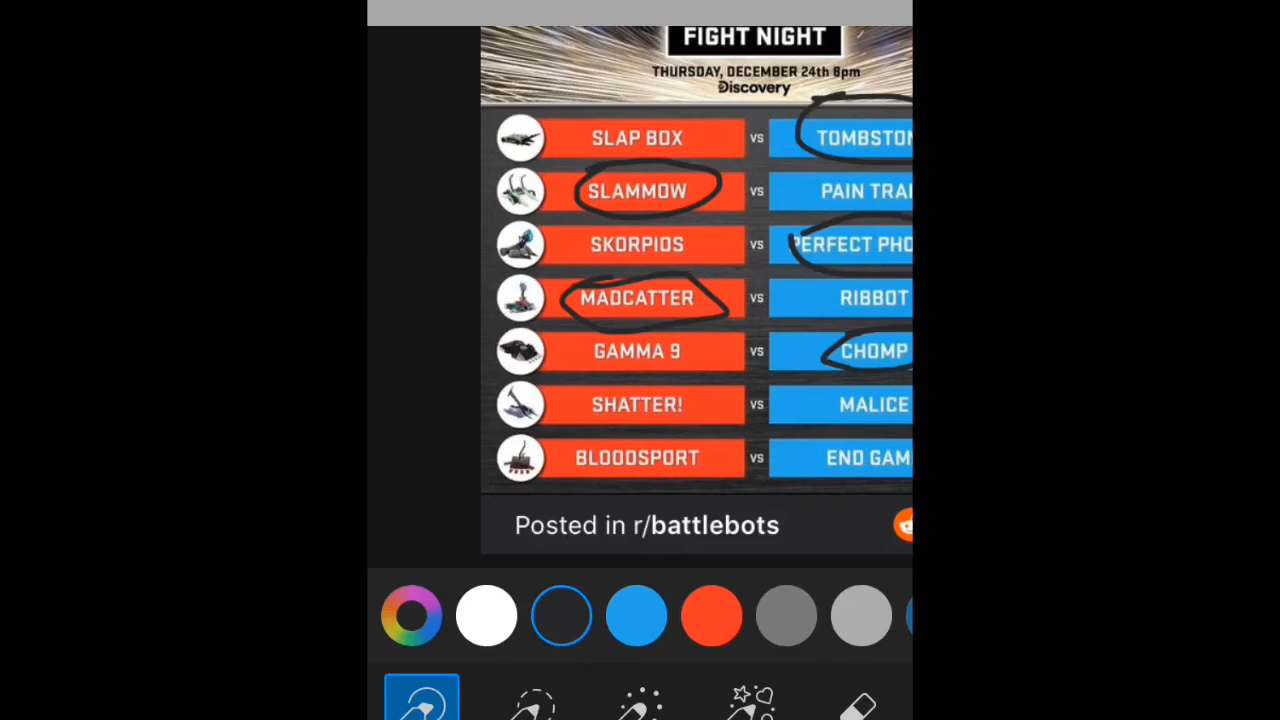 FIGHT NIGHT
THURSDAY, DECEMBER 24th 8pm
Discovery
SLAP BOX VS TOMBSTON
SLAMMOW VS PAIN TRAI
SKORPIOS VS PERFECT PHO
MADCATTER VS RIBBOT
GAMMA 9 VS CHOMP
SHATTER! VS MALICE
BLOODSPORT VS END GAM
Posted in r/battlebots